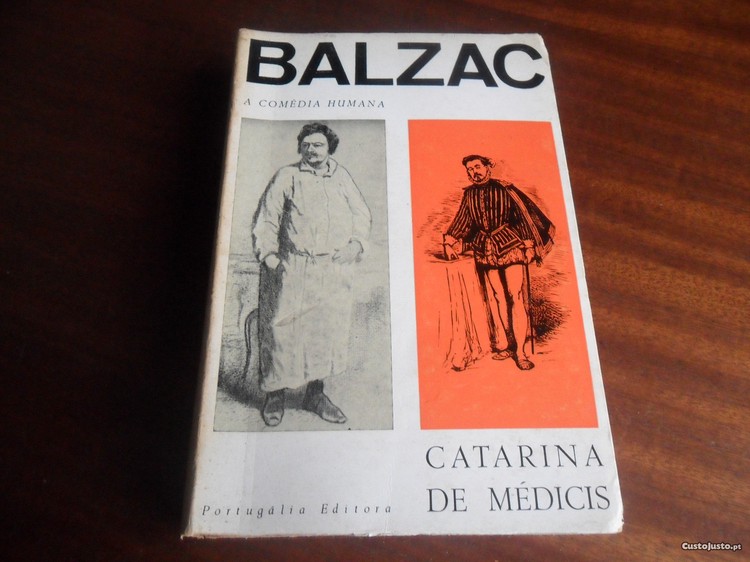 BALZAC
A COMÉDIA HUMANA
CATARINA
DE MÉDICIS
Portugália Editora
CustoJusto.pt